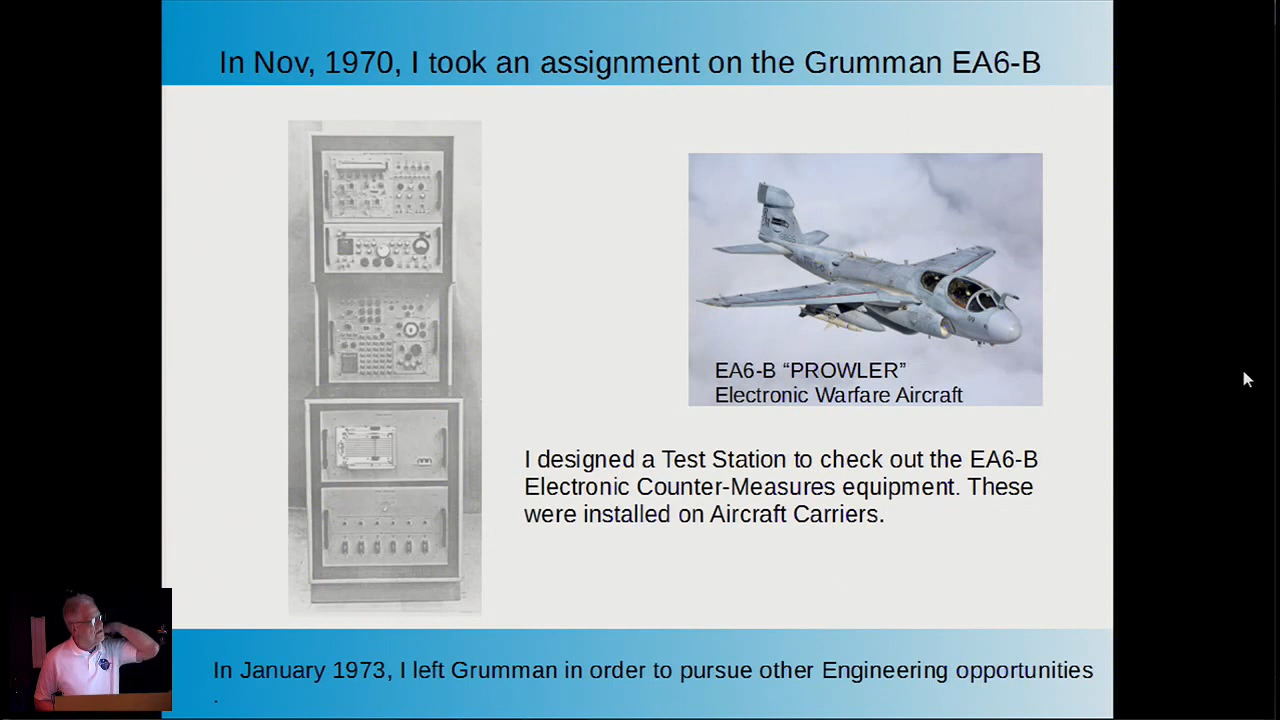 In Nov, 1970, I took an assignment on the Grumman EA6-B
EA6-B “PROWLER”
Electronic Warfare Aircraft
I designed a Test Station to check out the EA6-B
Electronic Counter-Measures equipment. These
were installed on Aircraft Carriers.
In January 1973, I left Grumman in order to pursue other Engineering opportunities
.